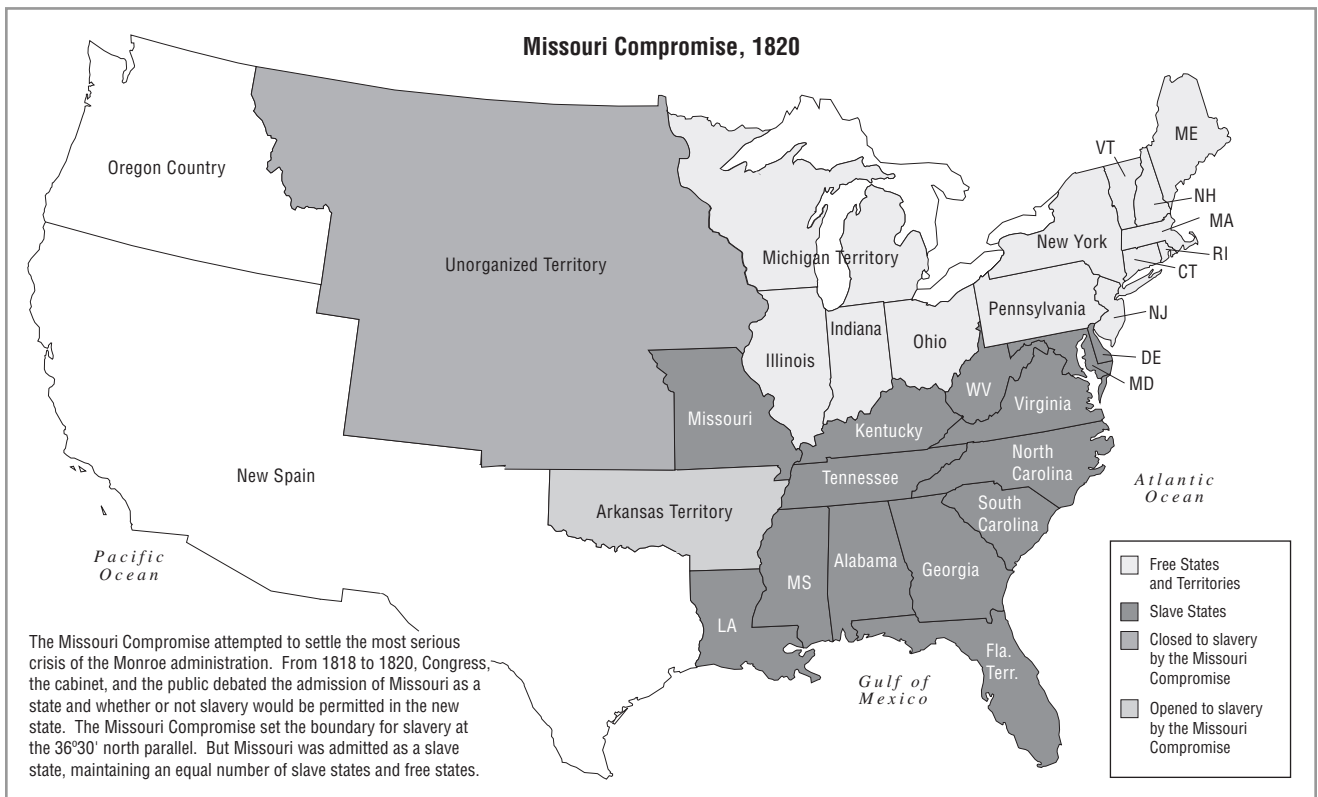 Missouri Compromise, 1820
Oregon Country
Unorganized Territory
New Spain
Michigan Territory
ME
VT
NH
MA
New York
RI
CT
Pennsylvania
NJ
Indiana
Ohio
Illinois
DE
MD
WV
Virginia
Missouri
Kentucky
North
Carolina
Tennessee
South
Carolina
Arkansas Territory
Atlantic
Ocean
Pacific
Ocean
MS
Alabama
Georgia
LA
Fla.
Terr.
Gulf of
Mexico
Free States
and Territories
Slave States
Closed to slavery
by the Missouri
Compromise
Opened to slavery
by the Missouri
Compromise
The Missouri Compromise attempted to settle the most serious
crisis of the Monroe administration. From 1818 to 1820, Congress,
the cabinet, and the public debated the admission of Missouri as a
state and whether or not slavery would be permitted in the new
state. The Missouri Compromise set the boundary for slavery at
the 36º30' north parallel. But Missouri was admitted as a slave
state, maintaining an equal number of slave states and free states.